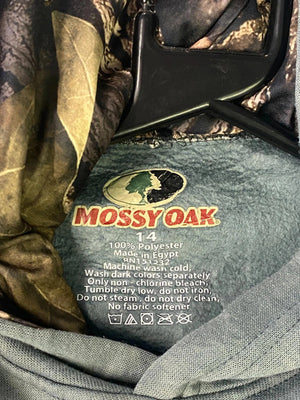 MOSSY OAK
14
100% Polyester
Made in Egypt
RN151232
Machine wash cold,
Wash dark colors separately
Only non - chlorine bleach,
Tumble dry low, do not iron,
Do not steam, do not dry clean,
No fabric softener